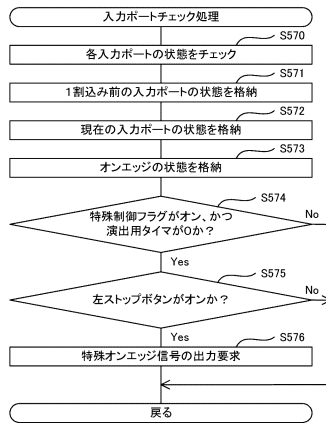 入力ポートチェック処理
S570
各入力ポートの状態をチェック
S571
１割込み前の入力ポートの状態を格納
S572
現在の入力ポートの状態を格納
S573
オンエッジの状態を格納
S574
特殊制御フラグがオン、かつ
演出用タイマが０か？
No
Yes
S575
左ストップボタンがオンか？
No
Yes
S576
特殊オンエッジ信号の出力要求
戻る